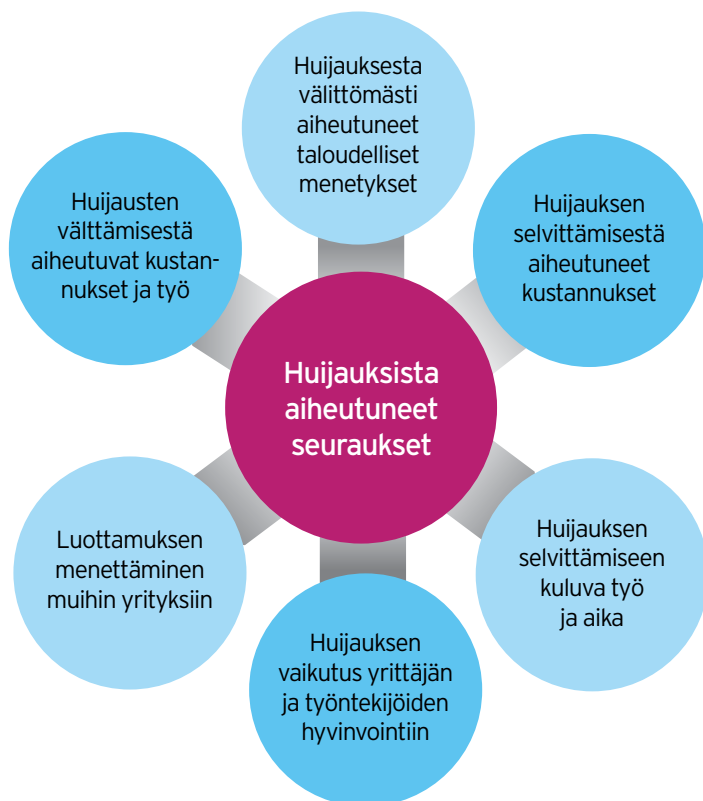 Huijauksesta
välittömästi
aiheutuneet
taloudelliset
menetykset
Huijausten
välttämisestä
aiheutuvat kustan-
nukset ja työ
Huijauksen
selvittämisestä
aiheutuneet
kustannukset
Huijauksista
aiheutuneet
seuraukset
Luottamuksen
menettäminen
muihin yrityksiin
Huijauksen
selvittämiseen
kuluva työ
ja aika
Huijauksen
vaikutus yrittäjän
ja työntekijöiden
hyvinvointiin